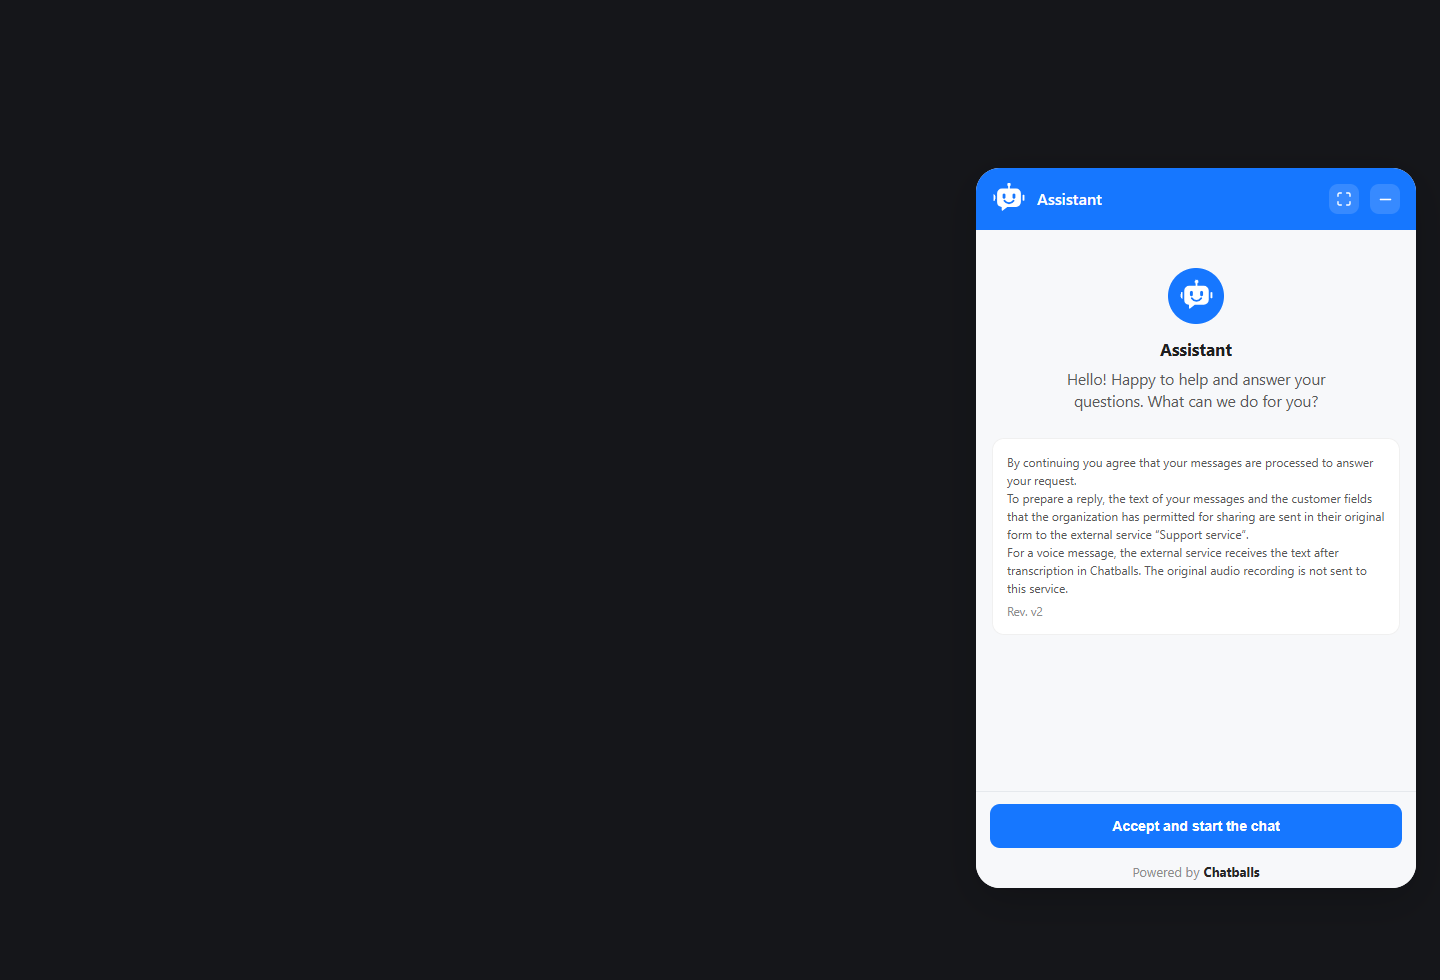 Assistant
Assistant
Hello! Happy to help and answer your
questions. What can we do for you?
By continuing you agree that your messages are processed to answer
your request.
To prepare a reply, the text of your messages and the customer fields
that the organization has permitted for sharing are sent in their original
form to the external service “Support service”.
For a voice message, the external service receives the text after
transcription in Chatballs. The original audio recording is not sent to
this service.
Rev. v2
Accept and start the chat
Powered by Chatballs